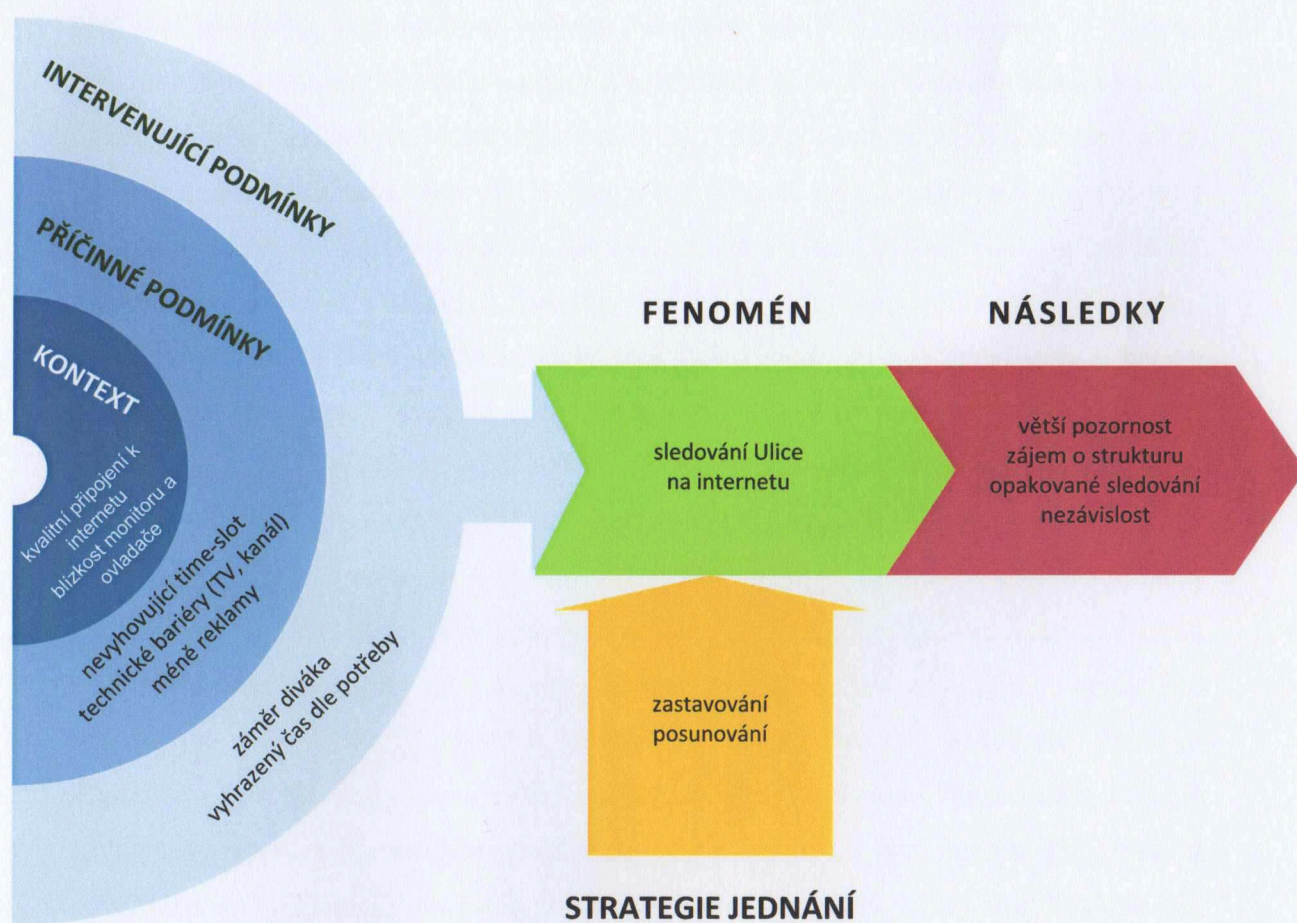 INTERVENUJÍCÍ PODMÍNKY
PŘÍČINNÉ PODMÍNKY
KONTEXT
kvalitní připojení k
internetu
blízkost monitoru a
ovladače
nevyhovující time-slot
technické bariéry (TV, kanál)
méně reklamy
záměr diváka
vyhrazený čas dle potřeby
FENOMÉN
sledování Ulice
na internetu
NÁSLEDKY
větší pozornost
zájem o strukturu
opakované sledování
nezávislost
zastavování
posunování
STRATEGIE JEDNÁNÍ